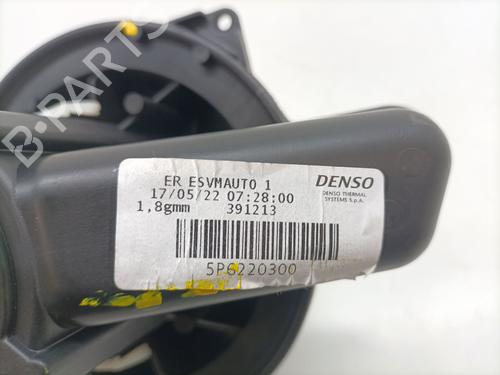 B-PARTS
ER ESVMAUTO 1
17/05/22 07:28:00
1,8gmm 391213
DENSO
DENSO THERMAL
SYSTEMS S.p.A.
5P6220300